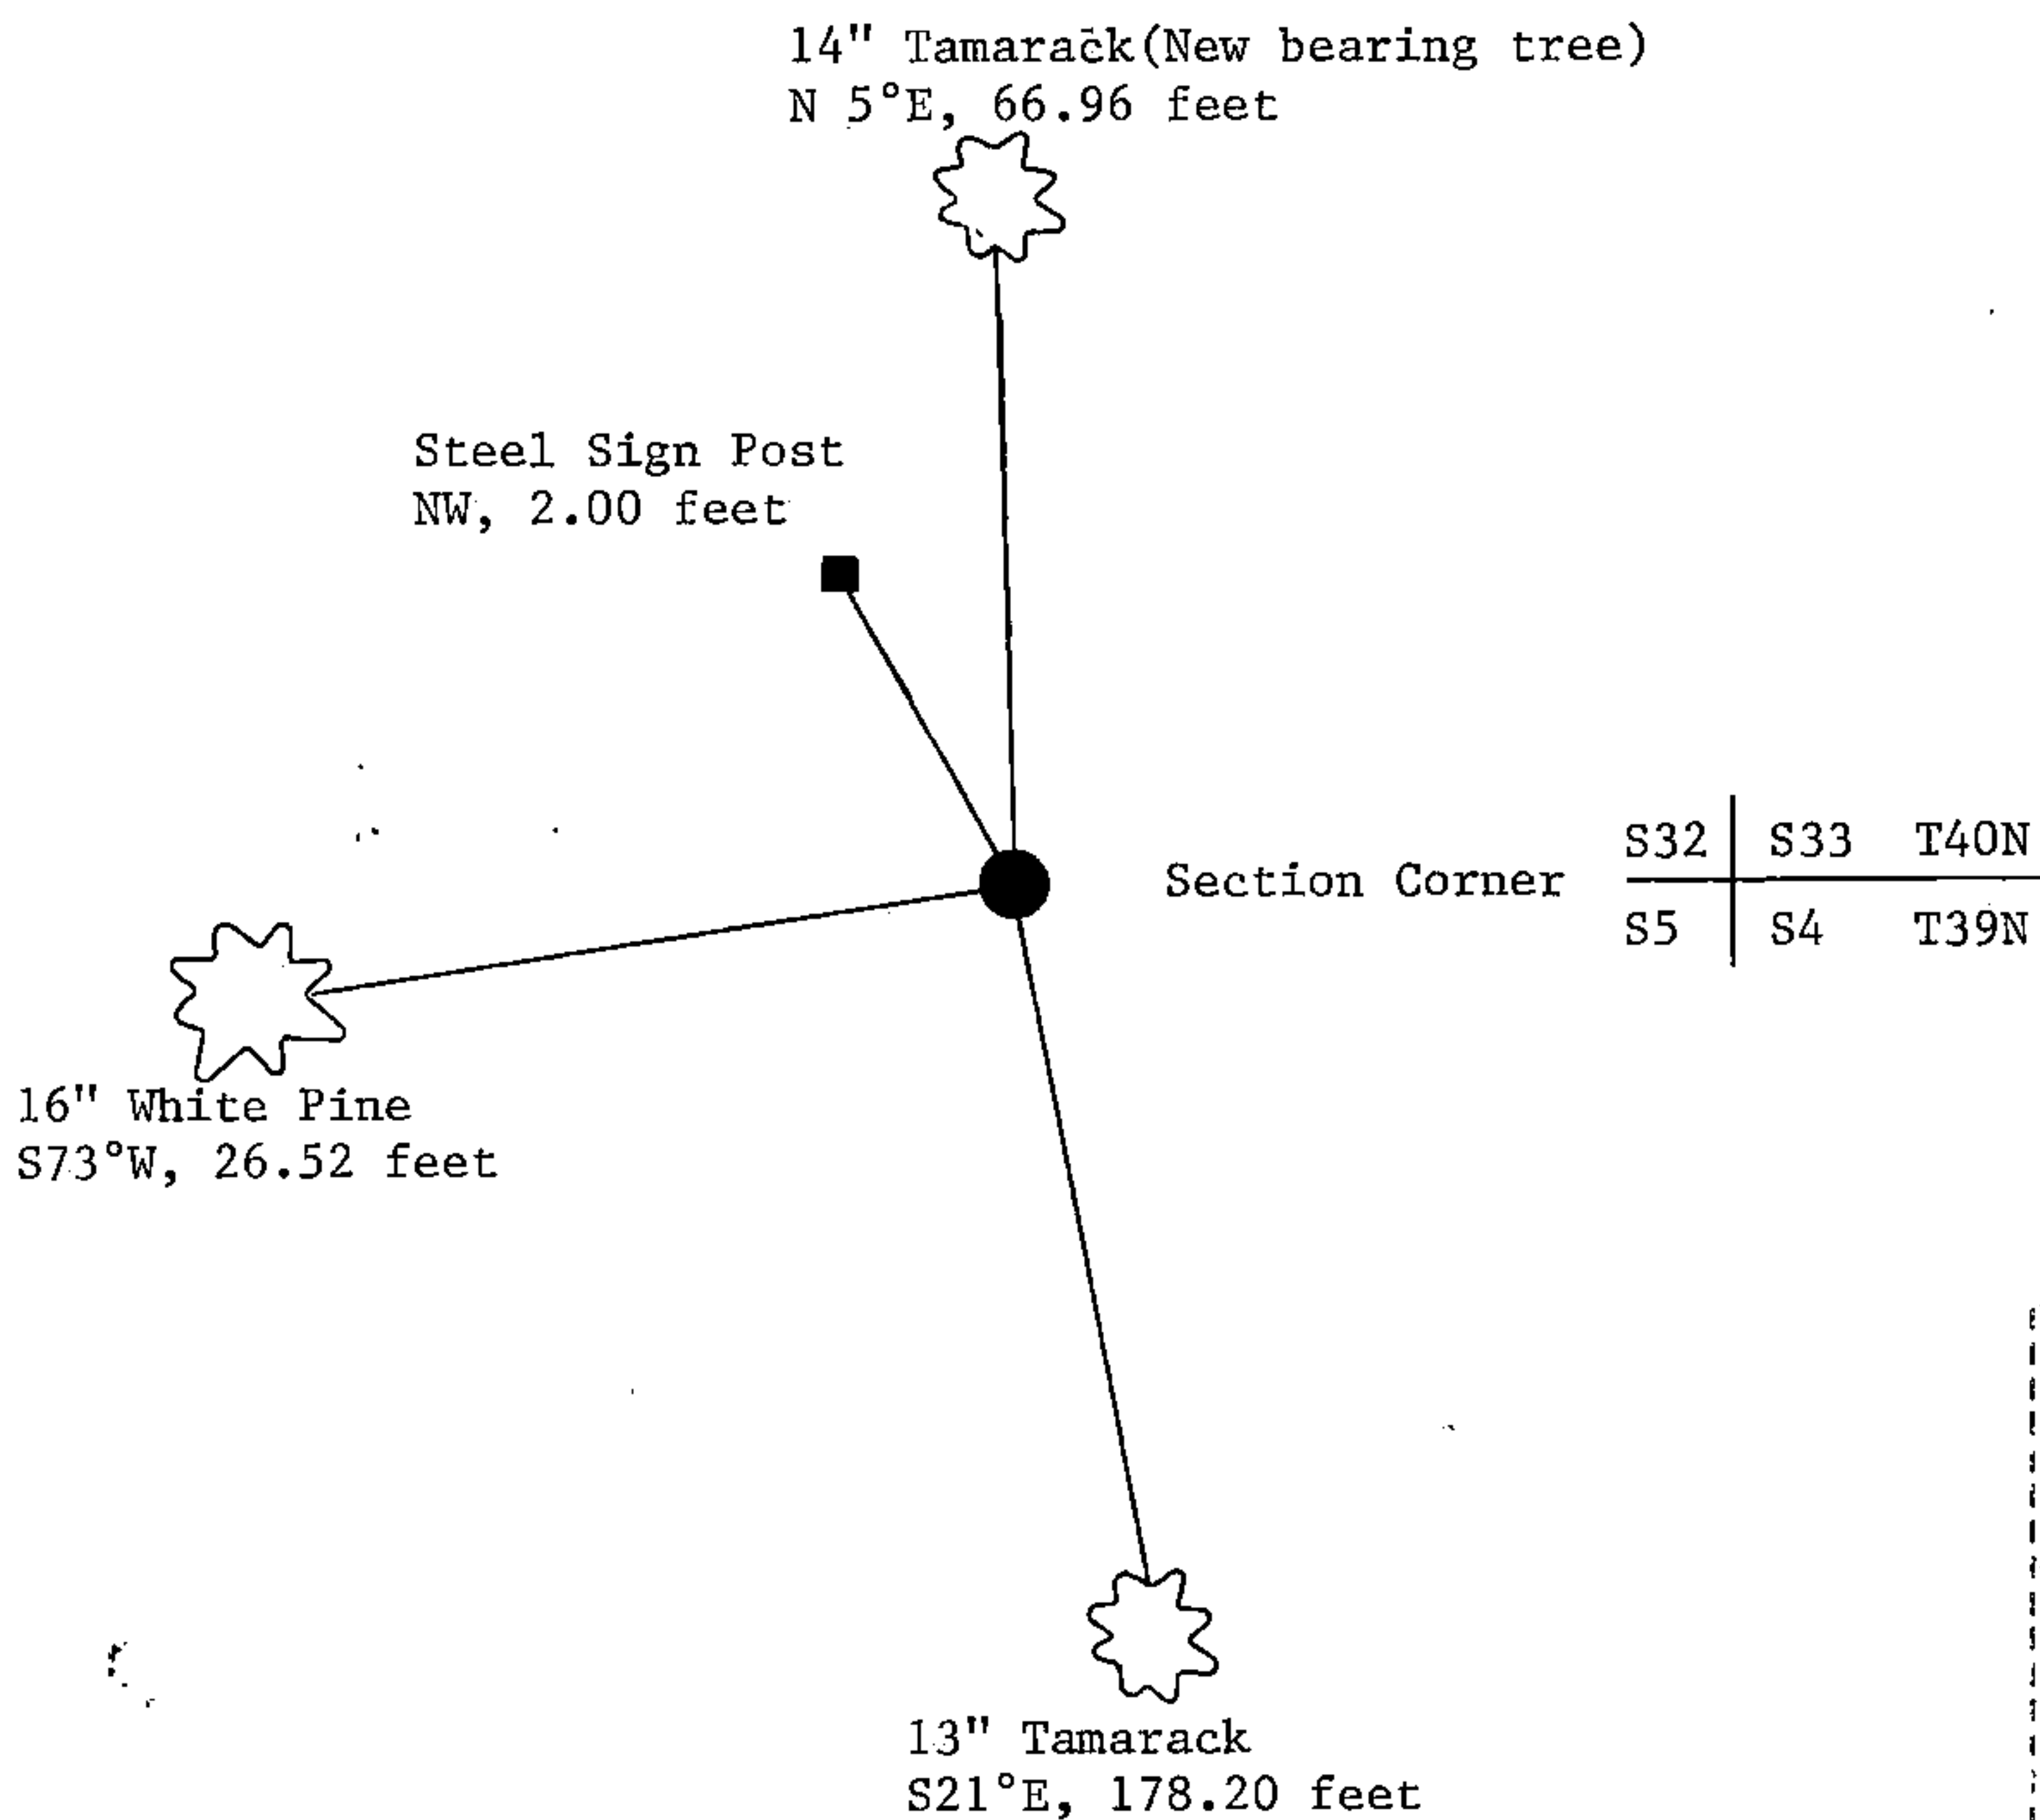 14" Tamarack(New bearing tree)
N 5°E, 66.96 feet
Steel Sign Post
NW, 2.00 feet
Section Corner
S32 S33 T40N
S5 S4 T39N
16" White Pine
S73°W, 26.52 feet
13" Tamarack
S21°E, 178.20 feet